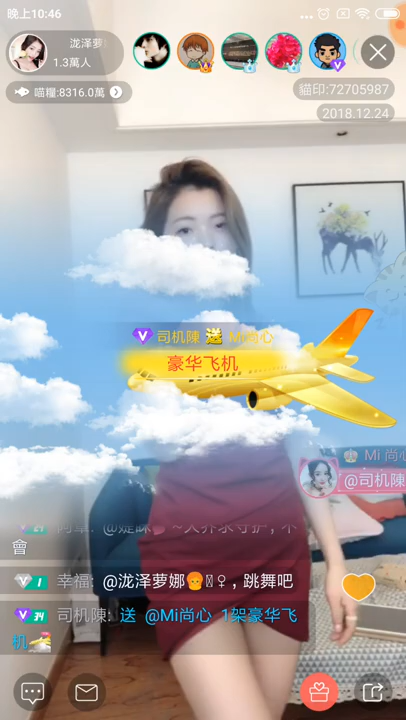 晚上10:46
泷泽萝
1.3萬人
喵糧:8316.0萬
貓印:72705987
2018.12.24
司机陳 送 Mi尚心
豪华飞机
Mi 尚心
@司机陳
會
1 幸福: @泷泽萝娜 ♀，跳舞吧
34 司机陳: 送 @Mi尚心 1架豪华飞
机